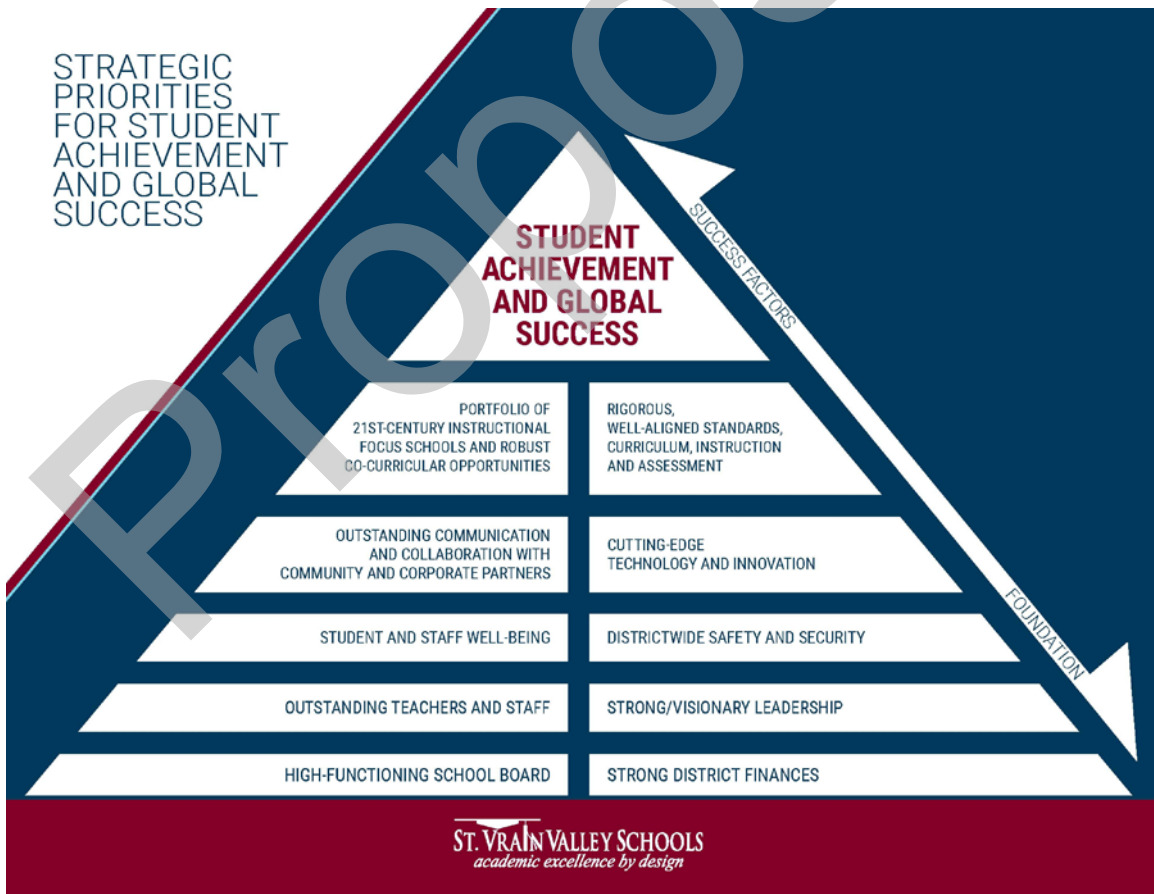 STRATEGIC
PRIORITIES
FOR STUDENT
ACHIEVEMENT
AND GLOBAL
SUCCESS
STUDENT
ACHIEVEMENT
AND GLOBAL
SUCCESS
SUCCESS FACTORS
PORTFOLIO OF
21ST-CENTURY INSTRUCTIONAL
FOCUS SCHOOLS AND ROBUST
CO-CURRICULAR OPPORTUNITIES
RIGOROUS,
WELL-ALIGNED STANDARDS,
CURRICULUM, INSTRUCTION
AND ASSESSMENT
OUTSTANDING COMMUNICATION
AND COLLABORATION WITH
COMMUNITY AND CORPORATE PARTNERS
CUTTING-EDGE
TECHNOLOGY AND INNOVATION
STUDENT AND STAFF WELL-BEING
DISTRICTWIDE SAFETY AND SECURITY
FOUNDATION
OUTSTANDING TEACHERS AND STAFF
STRONG/VISIONARY LEADERSHIP
HIGH-FUNCTIONING SCHOOL BOARD
STRONG DISTRICT FINANCES
ST. VRAIN VALLEY SCHOOLS
academic excellence by design